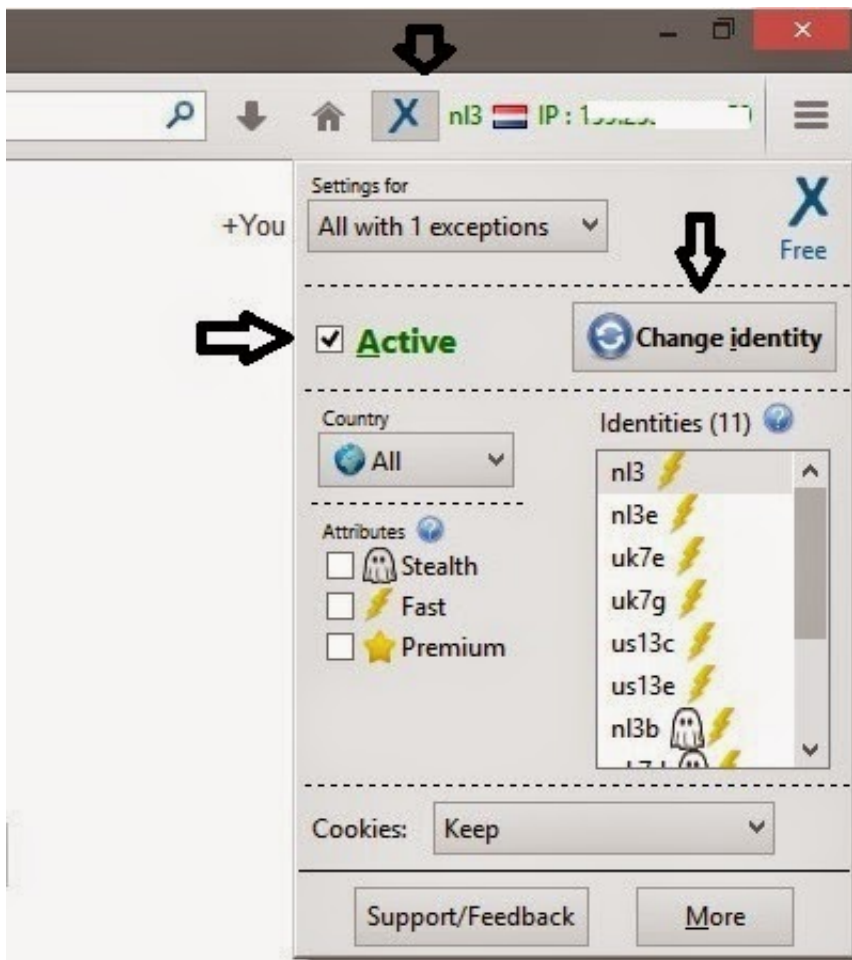 nl3 IP :
Settings for
All with 1 exceptions
+You
X
Free
Active
Change identity
Country
Identities (11)
All
nl3
nl3e
Attributes
Stealth
uk7e
Fast
uk7g
Premium
us13c
us13e
nl3b
Cookies: Keep
Support/Feedback
More